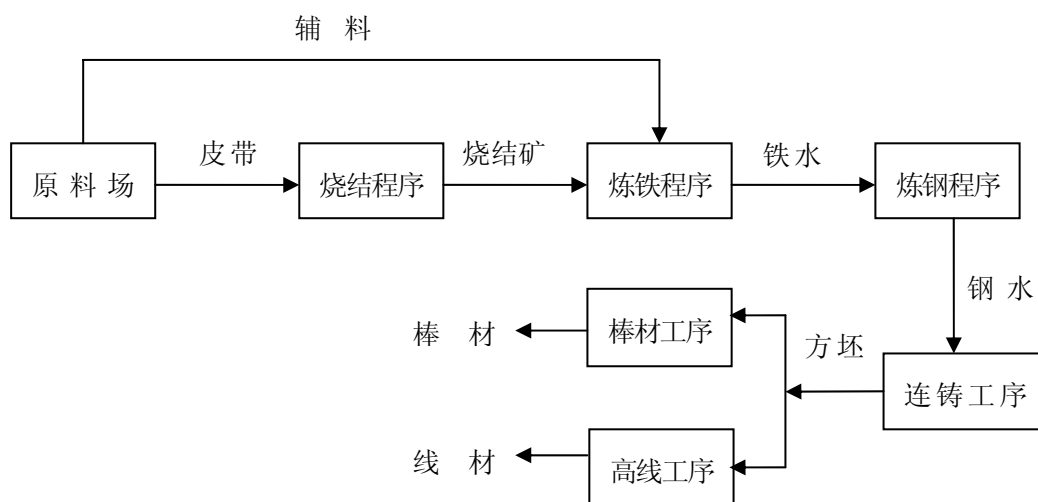 辅 料
皮带
烧结矿
铁水
原料场
烧结程序
炼铁程序
炼钢程序
钢水
棒 材
棒材工序
方坯
连铸工序
线 材
高线工序